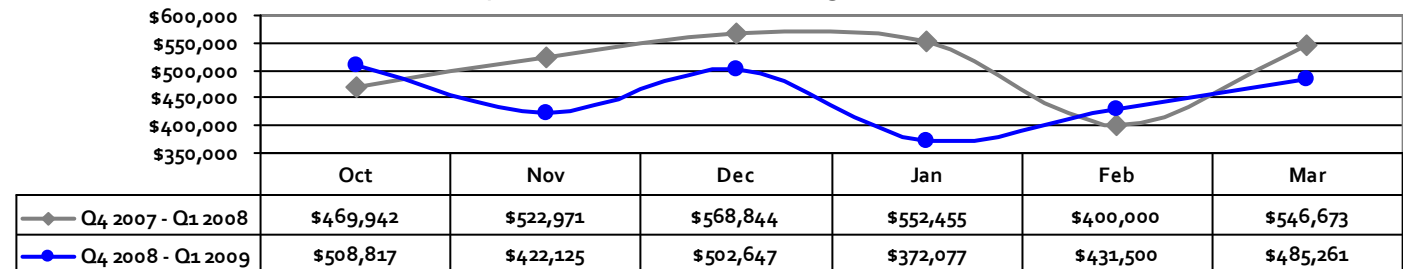 $600,000
$550,000
$500,000
$450,000
$400,000
$350,000
Oct Nov Dec Jan Feb Mar
Q4 2007 - Q1 2008 $469,942 $522,971 $568,844 $552,455 $400,000 $546,673
Q4 2008 - Q1 2009 $508,817 $422,125 $502,647 $372,077 $431,500 $485,261